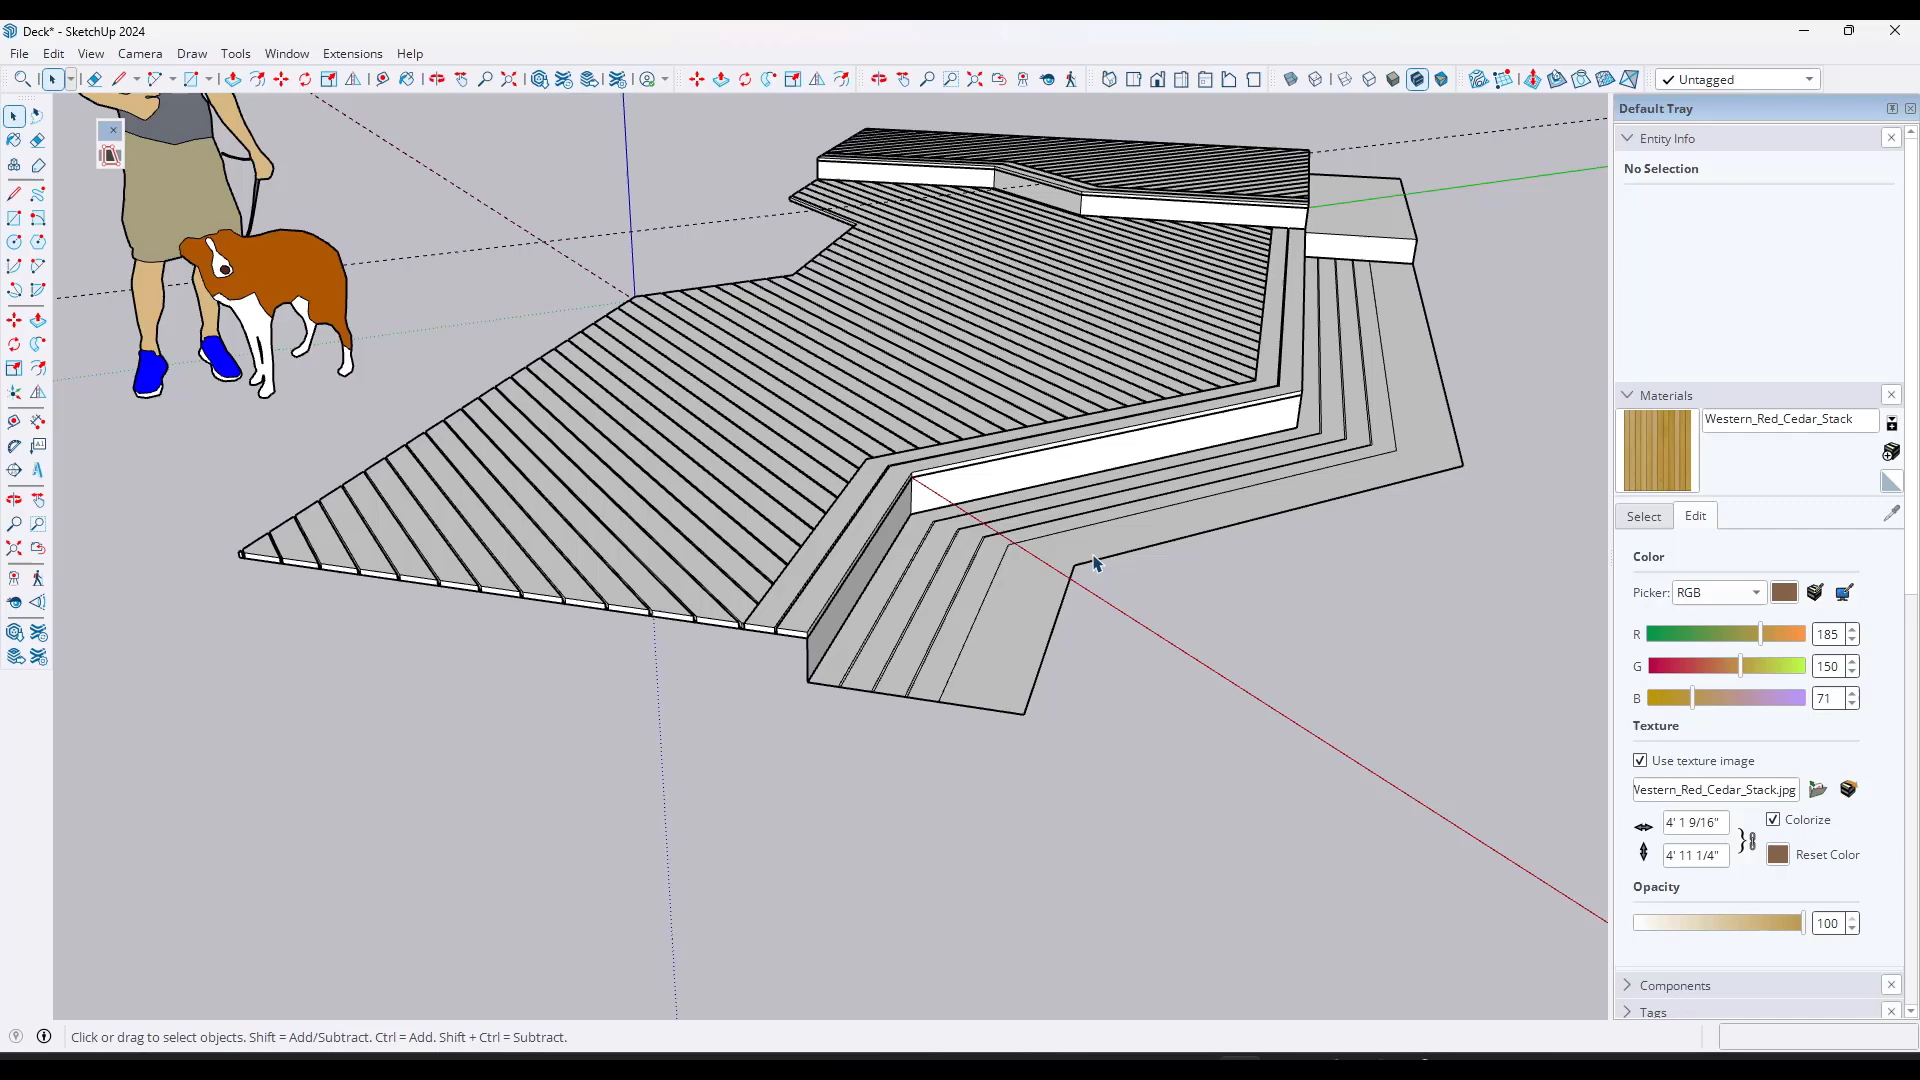 Deck* - SketchUp 2024
File Edit View Camera Draw Tools Window Extensions Help
Untagged
Default Tray
Entity Info
No Selection
Materials
Western_Red_Cedar_Stack
Select Edit
Color
Picker: RGB
R 185
G 150
B 71
Texture
Use texture image
Western_Red_Cedar_Stack.jpg
4' 1 9/16" Colorize
4' 11 1/4" Reset Color
Opacity
100
Components
Tags
Click or drag to select objects. Shift = Add/Subtract. Ctrl = Add. Shift + Ctrl = Subtract.